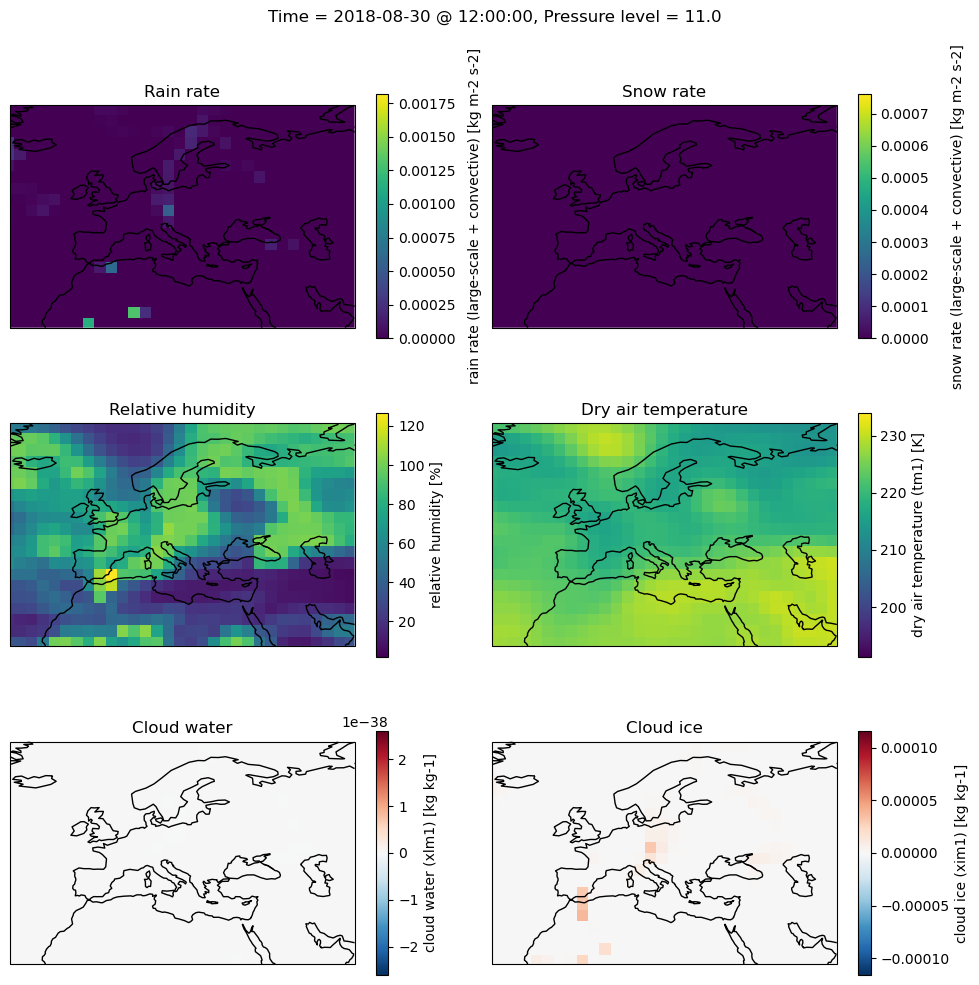 Time = 2018-08-30 @ 12:00:00, Pressure level = 11.0
Rain rate
0.00175
0.00150
0.00125
0.00100
0.00075
0.00050
0.00025
0.00000
rain rate (large-scale + convective) [kg m-2 s-2]
Snow rate
0.0007
0.0006
0.0005
0.0004
0.0003
0.0002
0.0001
0.0000
snow rate (large-scale + convective) [kg m-2 s-2]
Relative humidity
120
100
80
60
40
20
relative humidity [%]
Dry air temperature
230
220
210
200
dry air temperature (tm1) [K]
Cloud water
1e−38
2
1
0
−1
−2
cloud water (xlm1) [kg kg-1]
Cloud ice
0.00010
0.00005
0.00000
−0.00005
−0.00010
cloud ice (xim1) [kg kg-1]